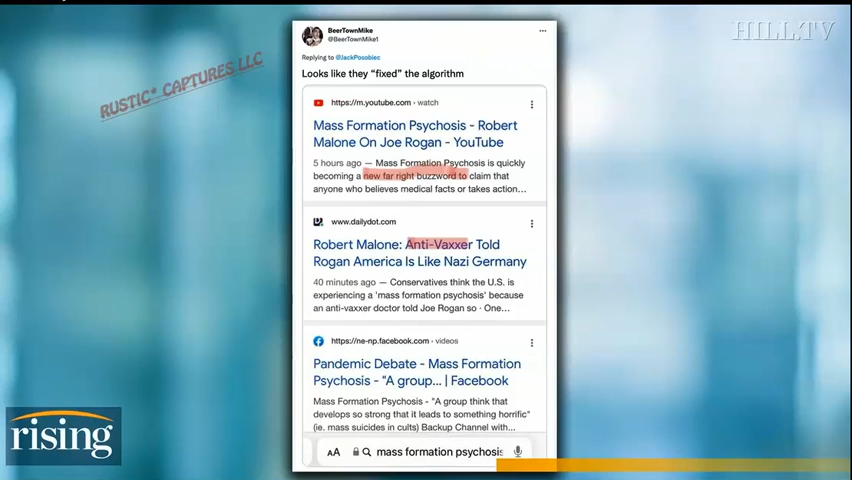 HILL.TV
RUSTIC* CAPTURES LLC
BeerTownMike
@BeerTownMike1
Replying to @JackPosobiec
Looks like they “fixed” the algorithm
https://m.youtube.com › watch
Mass Formation Psychosis - Robert
Malone On Joe Rogan - YouTube
5 hours ago — Mass Formation Psychosis is quickly
becoming a new far right buzzword to claim that
anyone who believes medical facts or takes action...
www.dailydot.com
Robert Malone: Anti-Vaxxer Told
Rogan America Is Like Nazi Germany
40 minutes ago — Conservatives think the U.S. is
experiencing a 'mass formation psychosis' because
an anti-vaxxer doctor told Joe Rogan so · One...
https://ne-np.facebook.com › videos
Pandemic Debate - Mass Formation
Psychosis - "A group... | Facebook
Mass Formation Psychosis - "A group think that
develops so strong that it leads to something horrific"
(ie. mass suicides in cults) Backup Channel with...
AA mass formation psychosis
rising